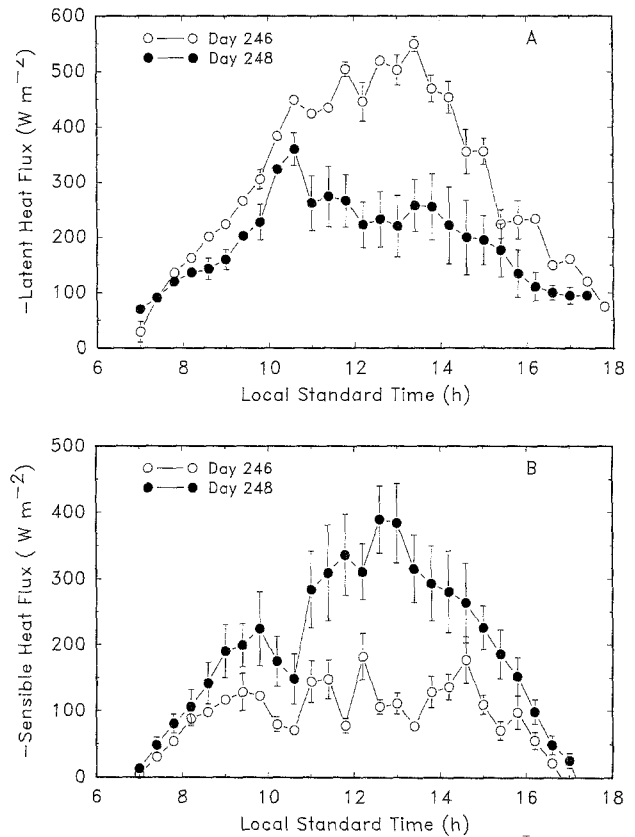 600
500
400
300
200
100
0
−Latent Heat Flux (W m−2)
Day 246
Day 248
A
6 8 10 12 14 16 18
Local Standard Time (h)
500
400
300
200
100
0
−Sensible Heat Flux ( W m−2)
Day 246
Day 248
B
6 8 10 12 14 16 18
Local Standard Time (h)